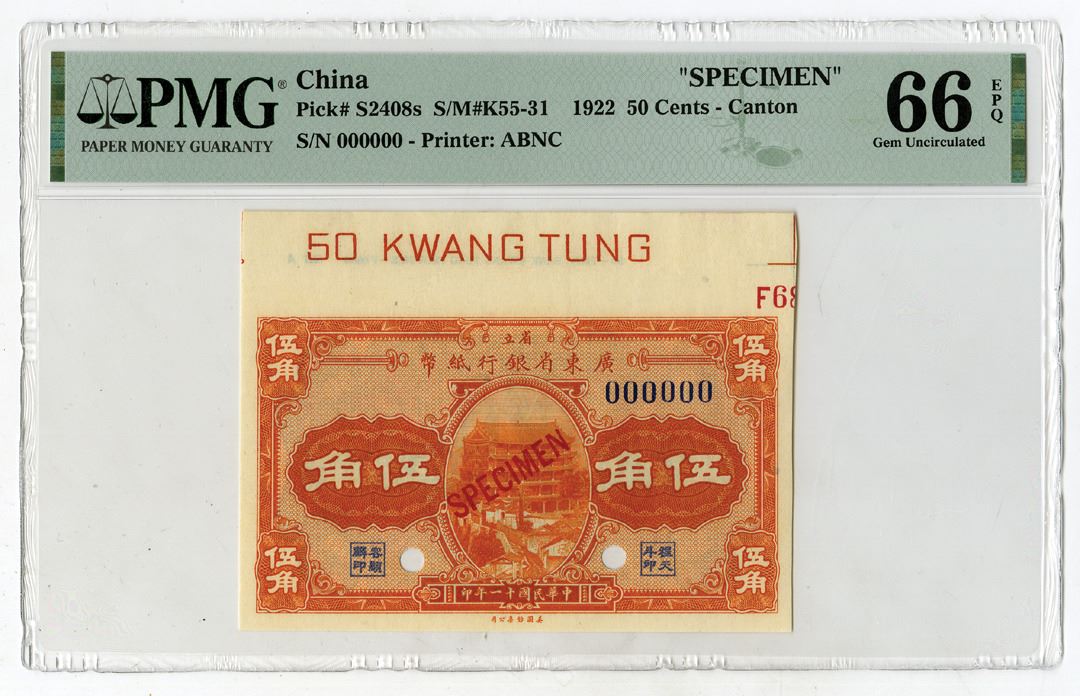 PMG®
PAPER MONEY GUARANTY
China
"SPECIMEN"
Pick# S2408s S/M#K55-31 1922 50 Cents - Canton
S/N 000000 - Printer: ABNC
66 EPQ
Gem Uncirculated
50 KWANG TUNG
F68
立省
幣紙行銀省東廣
伍角
伍角
000000
角伍
角伍
SPECIMEN
伍角
伍角
印年一十國民華中